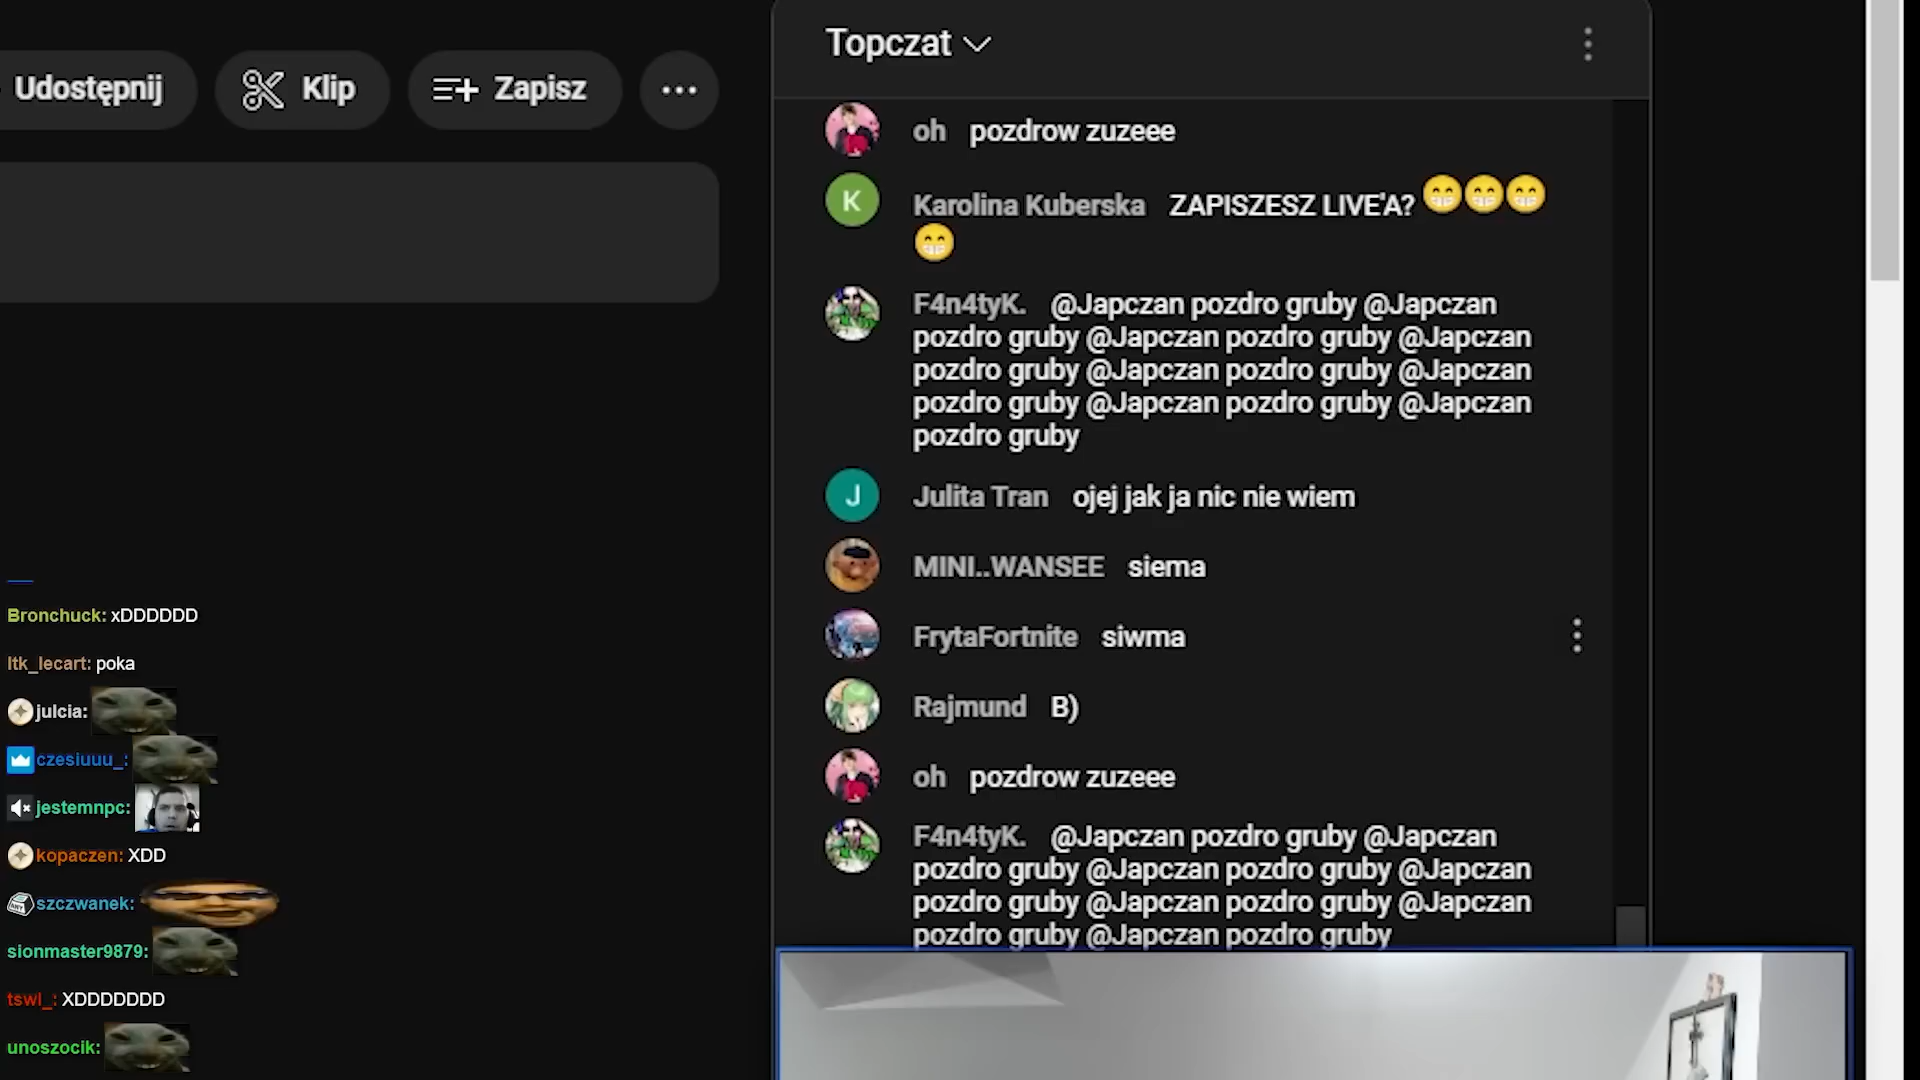 Udostępnij
Klip
Zapisz
Topczat
oh pozdrow zuzeee
K
Karolina Kuberska ZAPISZESZ LIVE'A? 😁😁😁
😁
F4n4tyK. @Japczan pozdro gruby @Japczan
pozdro gruby @Japczan pozdro gruby @Japczan
pozdro gruby @Japczan pozdro gruby @Japczan
pozdro gruby @Japczan pozdro gruby @Japczan
pozdro gruby
J
Julita Tran ojej jak ja nic nie wiem
MINI..WANSEE siema
FrytaFortnite siwma
Rajmund B)
oh pozdrow zuzeee
F4n4tyK. @Japczan pozdro gruby @Japczan
pozdro gruby @Japczan pozdro gruby @Japczan
pozdro gruby @Japczan pozdro gruby @Japczan
pozdro gruby @Japczan pozdro gruby
Bronchuck: xDDDDDD
ltk_lecart: poka
julcia:
czesiuuu_:
jestemnpc:
kopaczen: XDD
szczwanek:
sionmaster9879:
tswl_: XDDDDDDD
unoszocik: